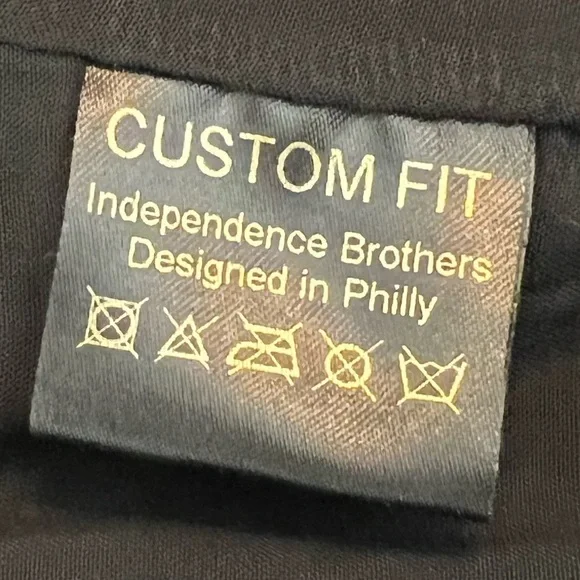 CUSTOM FIT
Independence Brothers
Designed in Philly